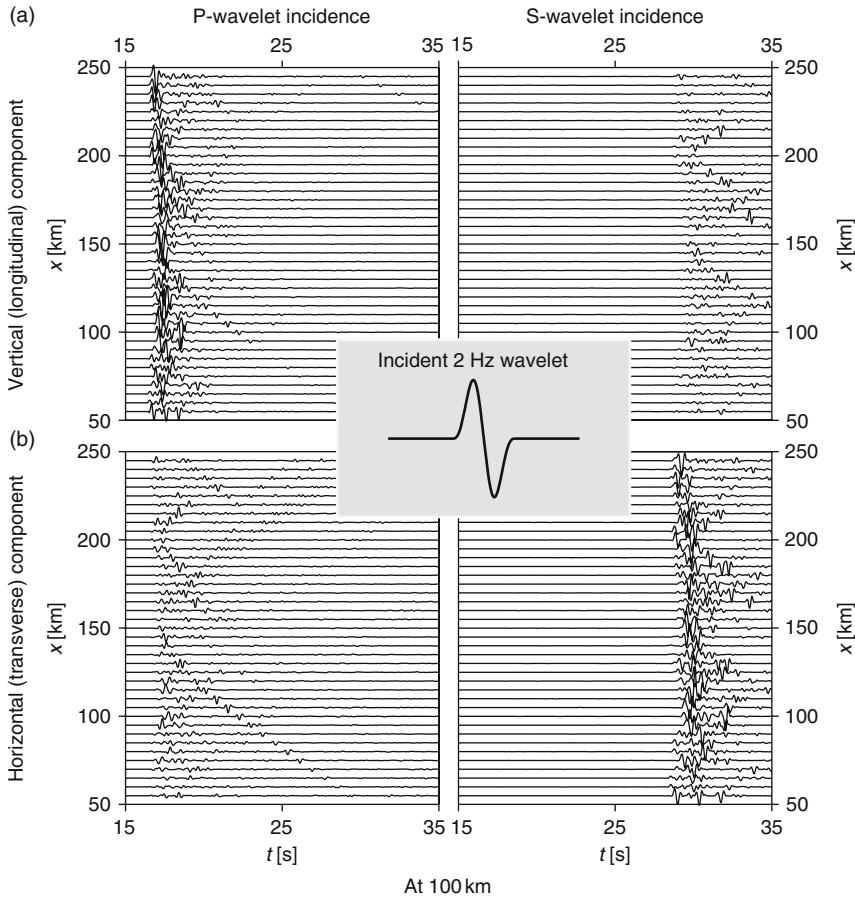 (a)
P-wavelet incidence
S-wavelet incidence
15 25 35 15 25 35
Vertical (longitudinal) component
x [km]
250
200
150
100
50
250
200
150
100
50
x [km]
Incident 2 Hz wavelet
(b)
Horizontal (transverse) component
x [km]
250
200
150
100
50
250
200
150
100
50
x [km]
15 25 35 15 25 35
t [s] t [s]
At 100 km